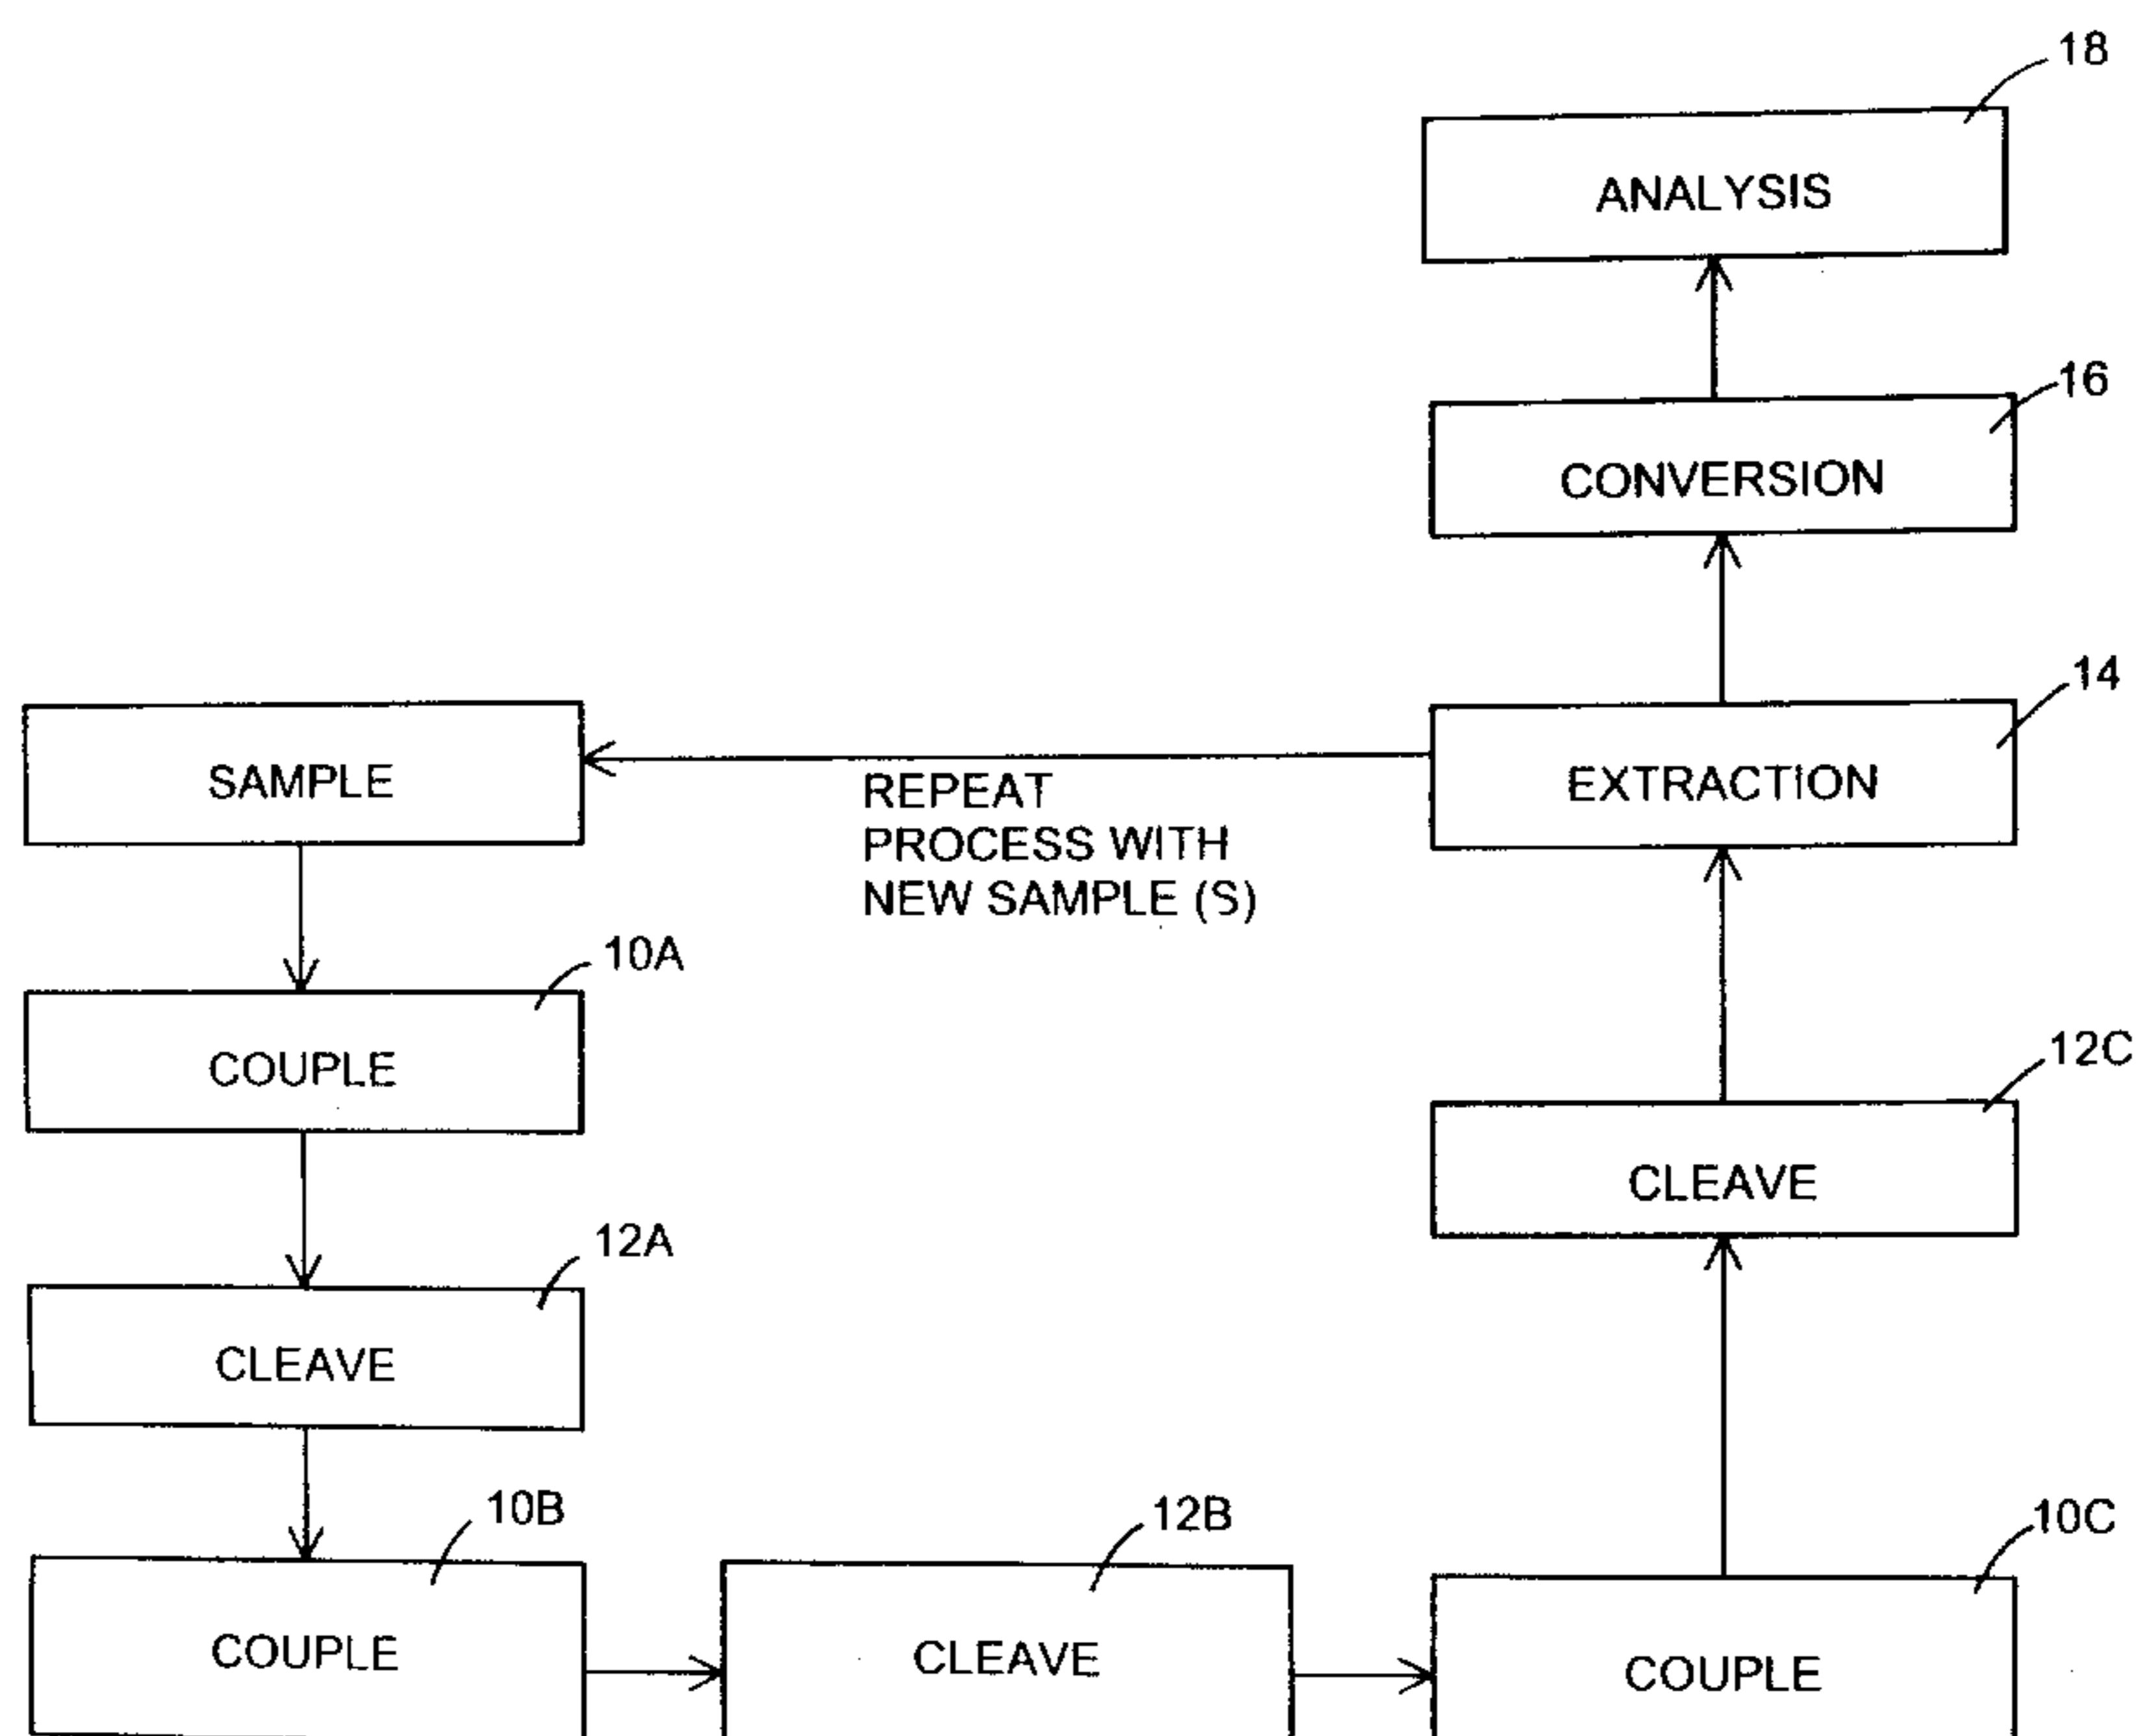 18
ANALYSIS
16
CONVERSION
14
SAMPLE
EXTRACTION
REPEAT
PROCESS WITH
NEW SAMPLE (S)
10A
COUPLE
12C
CLEAVE
12A
CLEAVE
10B
12B
10C
COUPLE
CLEAVE
COUPLE